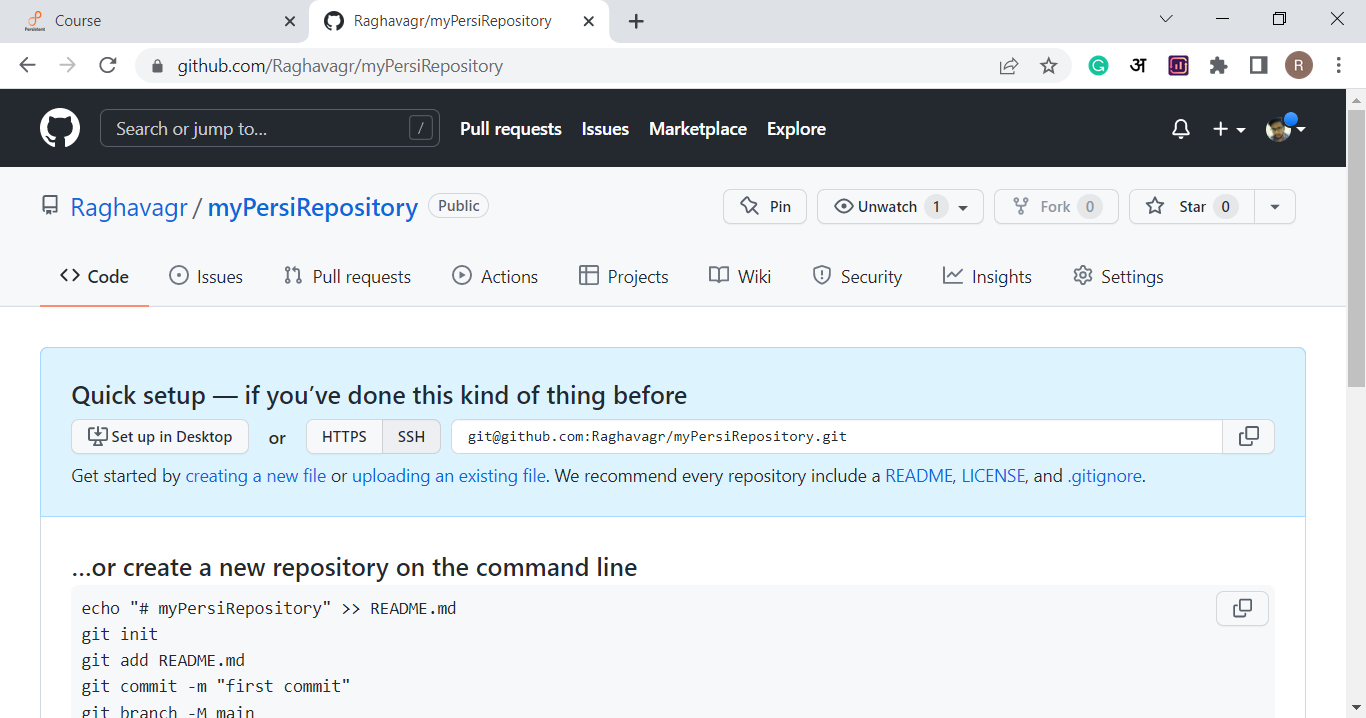 Persistent Course Raghavagr/myPersiRepository
github.com/Raghavagr/myPersiRepository अ R
Search or jump to... / Pull requests Issues Marketplace Explore
Raghavagr / myPersiRepository Public Pin Unwatch 1 Fork 0 Star 0
Code Issues Pull requests Actions Projects Wiki Security Insights Settings
Quick setup — if you’ve done this kind of thing before
Set up in Desktop or HTTPS SSH git@github.com:Raghavagr/myPersiRepository.git
Get started by creating a new file or uploading an existing file. We recommend every repository include a README, LICENSE, and .gitignore.
…or create a new repository on the command line
echo "# myPersiRepository" >> README.md
git init
git add README.md
git commit -m "first commit"
git branch -M main